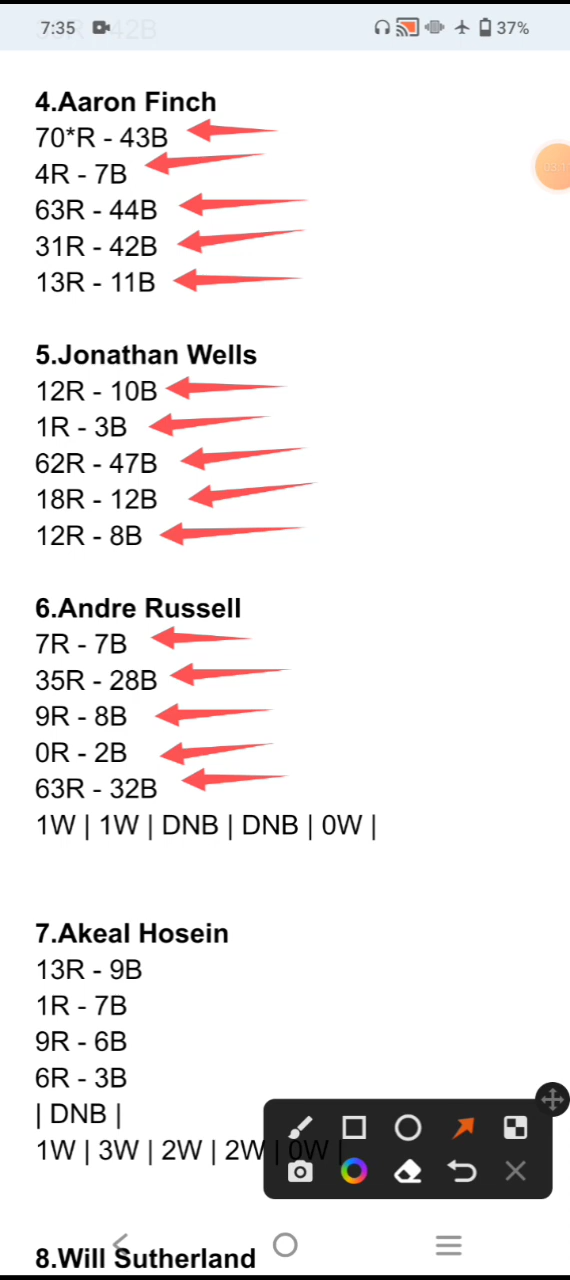 7:35
37%
4.Aaron Finch
70*R - 43B
4R - 7B
63R - 44B
31R - 42B
13R - 11B
5.Jonathan Wells
12R - 10B
1R - 3B
62R - 47B
18R - 12B
12R - 8B
6.Andre Russell
7R - 7B
35R - 28B
9R - 8B
0R - 2B
63R - 32B
1W | 1W | DNB | DNB | 0W |
7.Akeal Hosein
13R - 9B
1R - 7B
9R - 6B
6R - 3B
| DNB |
1W | 3W | 2W | 2W | 0W |
8.Will Sutherland